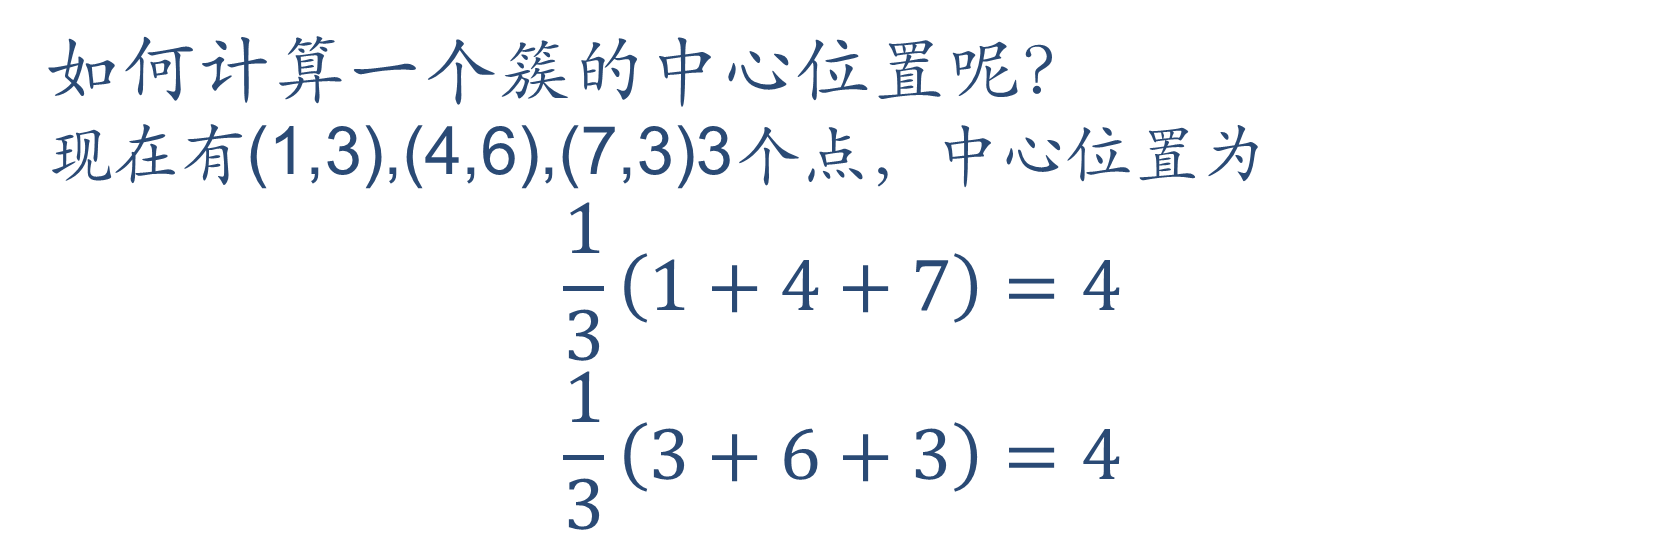 如何计算一个簇的中心位置呢?
现在有(1,3),(4,6),(7,3)3个点，中心位置为
\frac{1}{3}(1 + 4 + 7) = 4
\frac{1}{3}(3 + 6 + 3) = 4